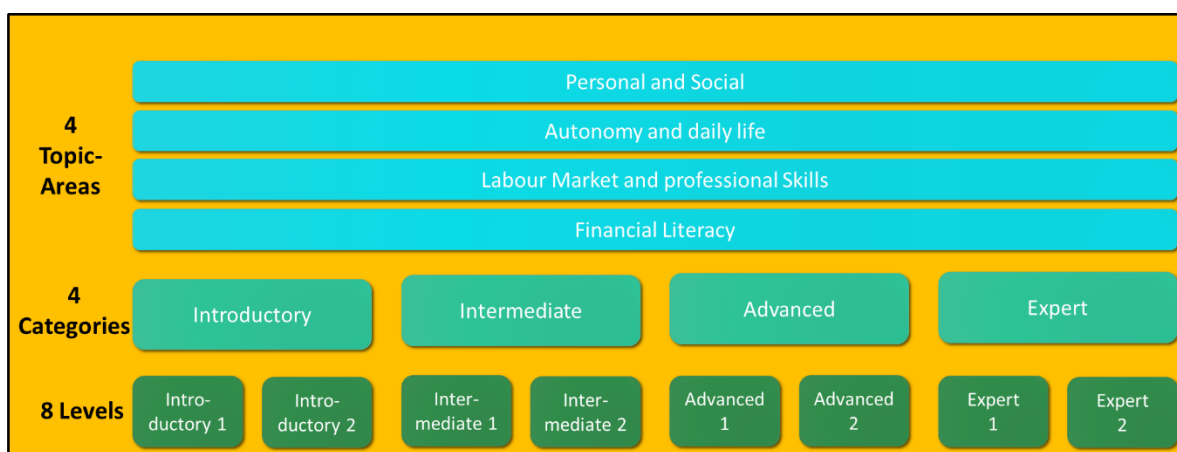 4
Topic-
Areas
Personal and Social
Autonomy and daily life
Labour Market and professional Skills
Financial Literacy
4
Categories
Introductory
Intermediate
Advanced
Expert
8 Levels
Intro-
ductory 1
Intro-
ductory 2
Inter-
mediate 1
Inter-
mediate 2
Advanced
1
Advanced
2
Expert
1
Expert
2